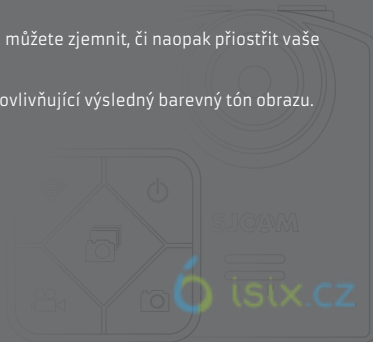 můžete zjemnit, či naopak přiostřit vaše
ovlivňující výsledný barevný tón obrazu.
SJCAM
isix.cz